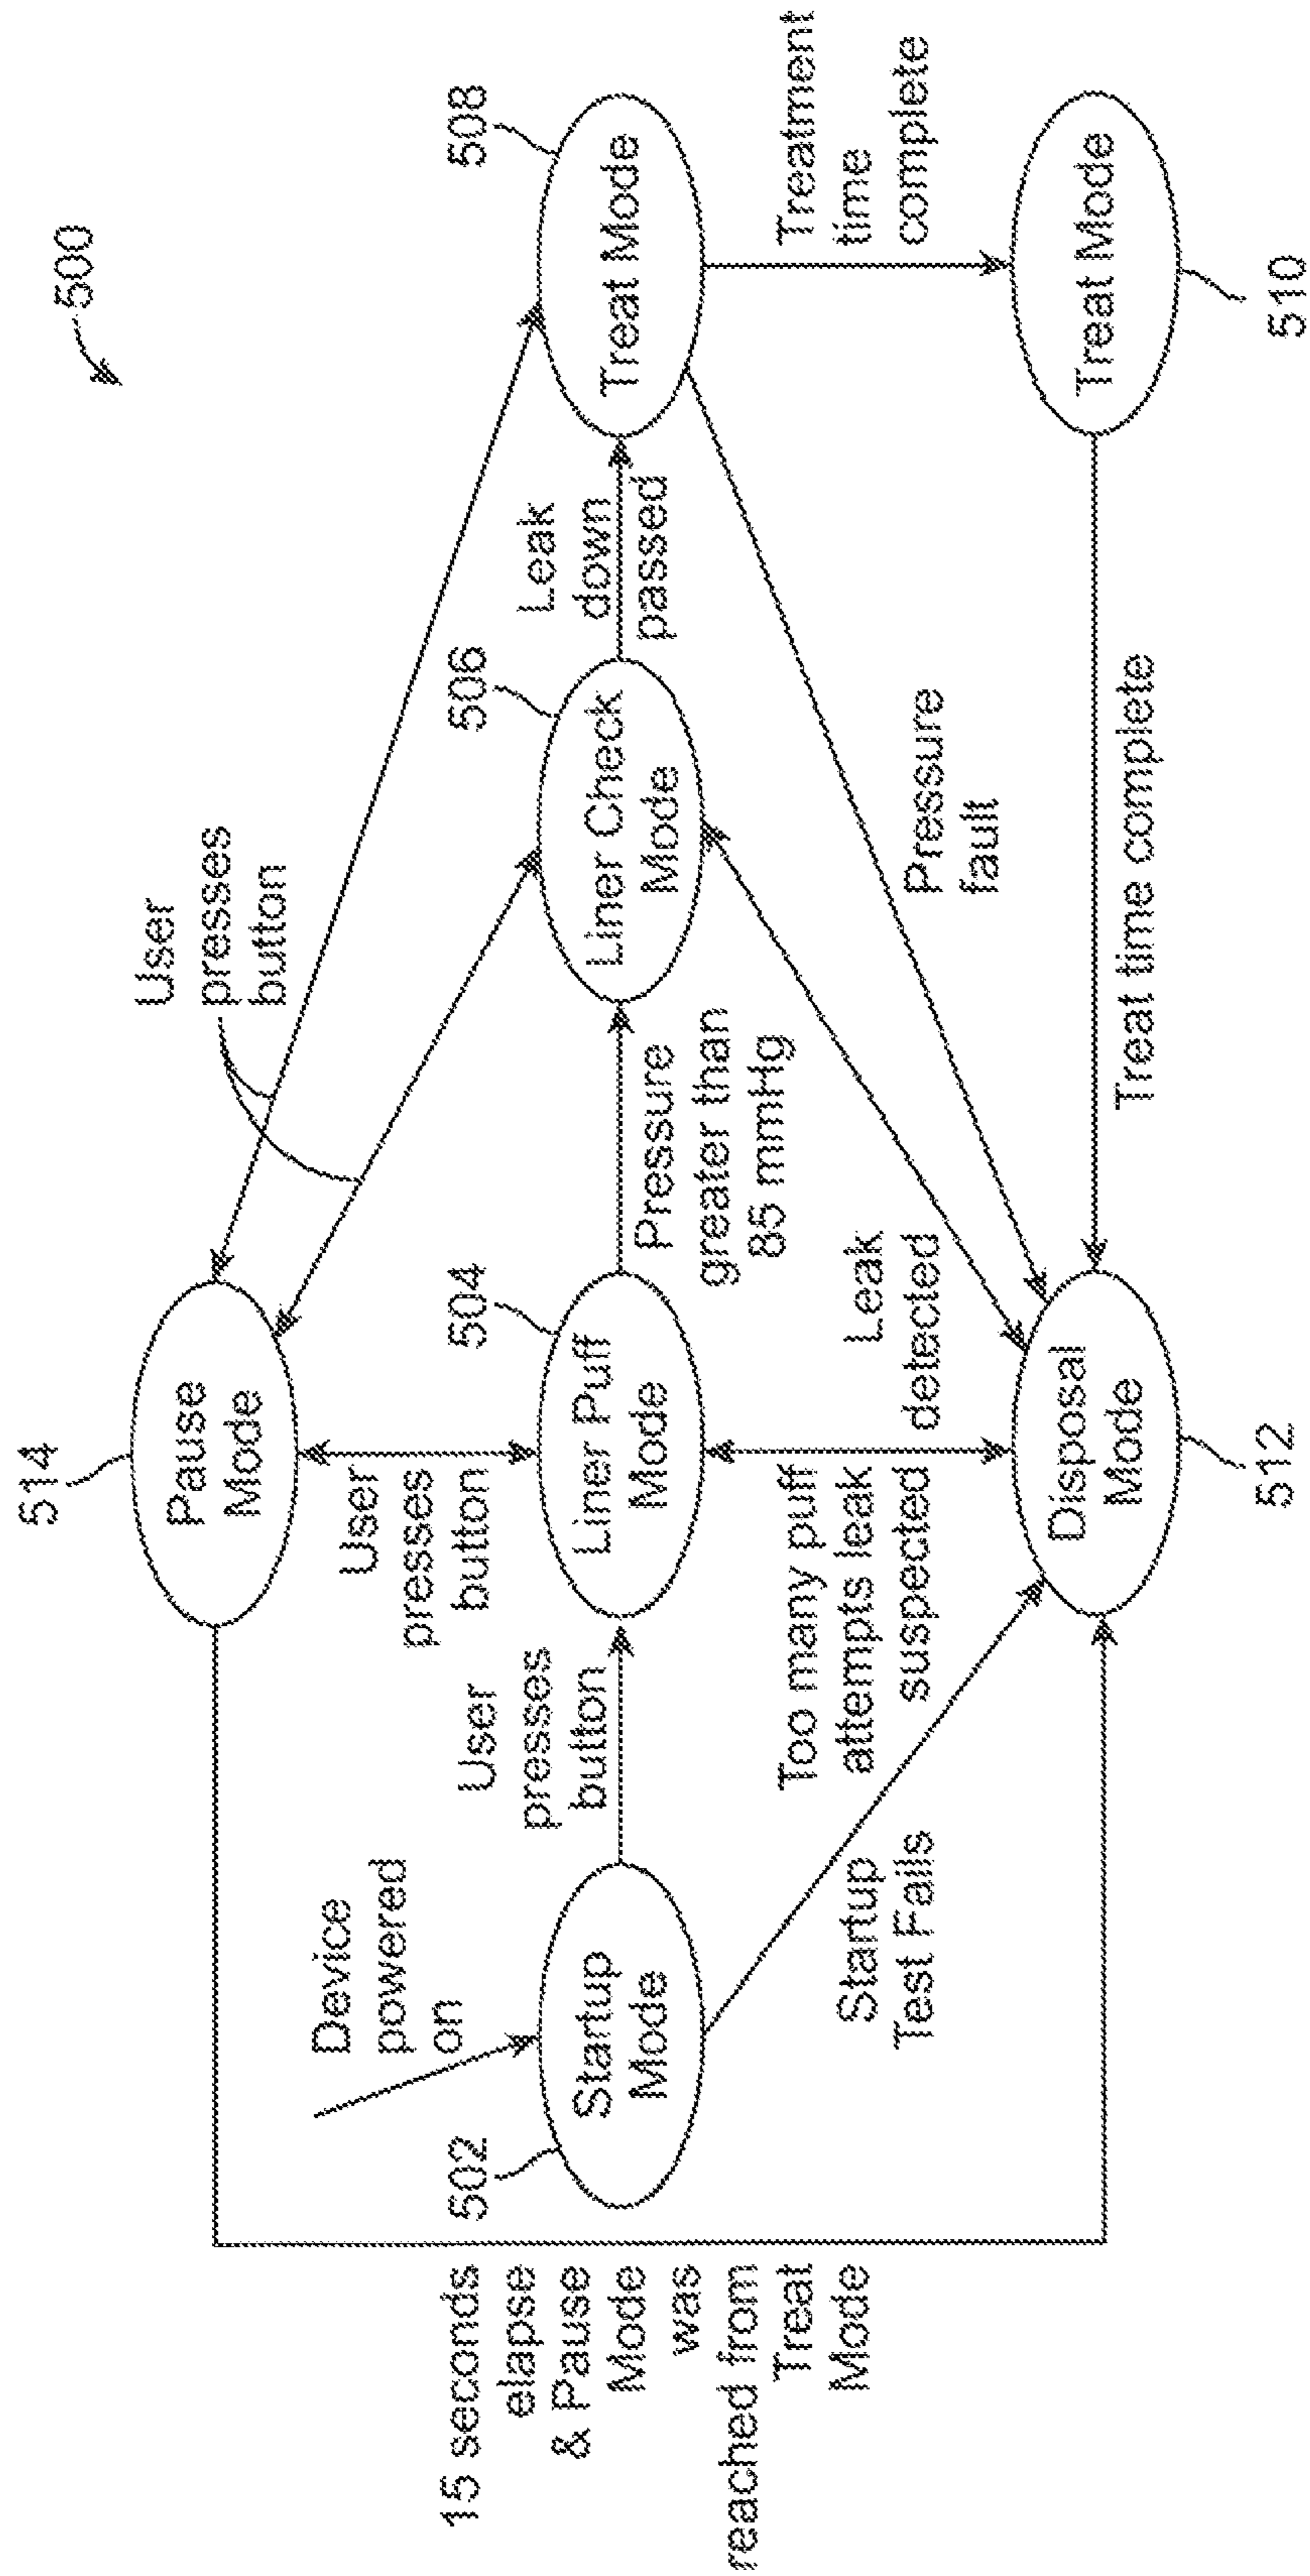 500
514
Pause
Mode
User
presses
button
15 seconds
elapse
& Pause
Mode
was
reached from
Treat
Mode
Device
powered
on
502
Startup
Mode
User
presses
button
504
Liner Puff
Mode
User
presses
button
Pressure
greater than
85 mmHg
506
Liner Check
Mode
Leak
down
passed
508
Treat Mode
Startup
Test Fails
Too many puff
attempts leak
suspected
Leak
detected
Pressure
fault
Treatment
time
complete
Disposal
Mode
512
Treat time complete
Treat Mode
510